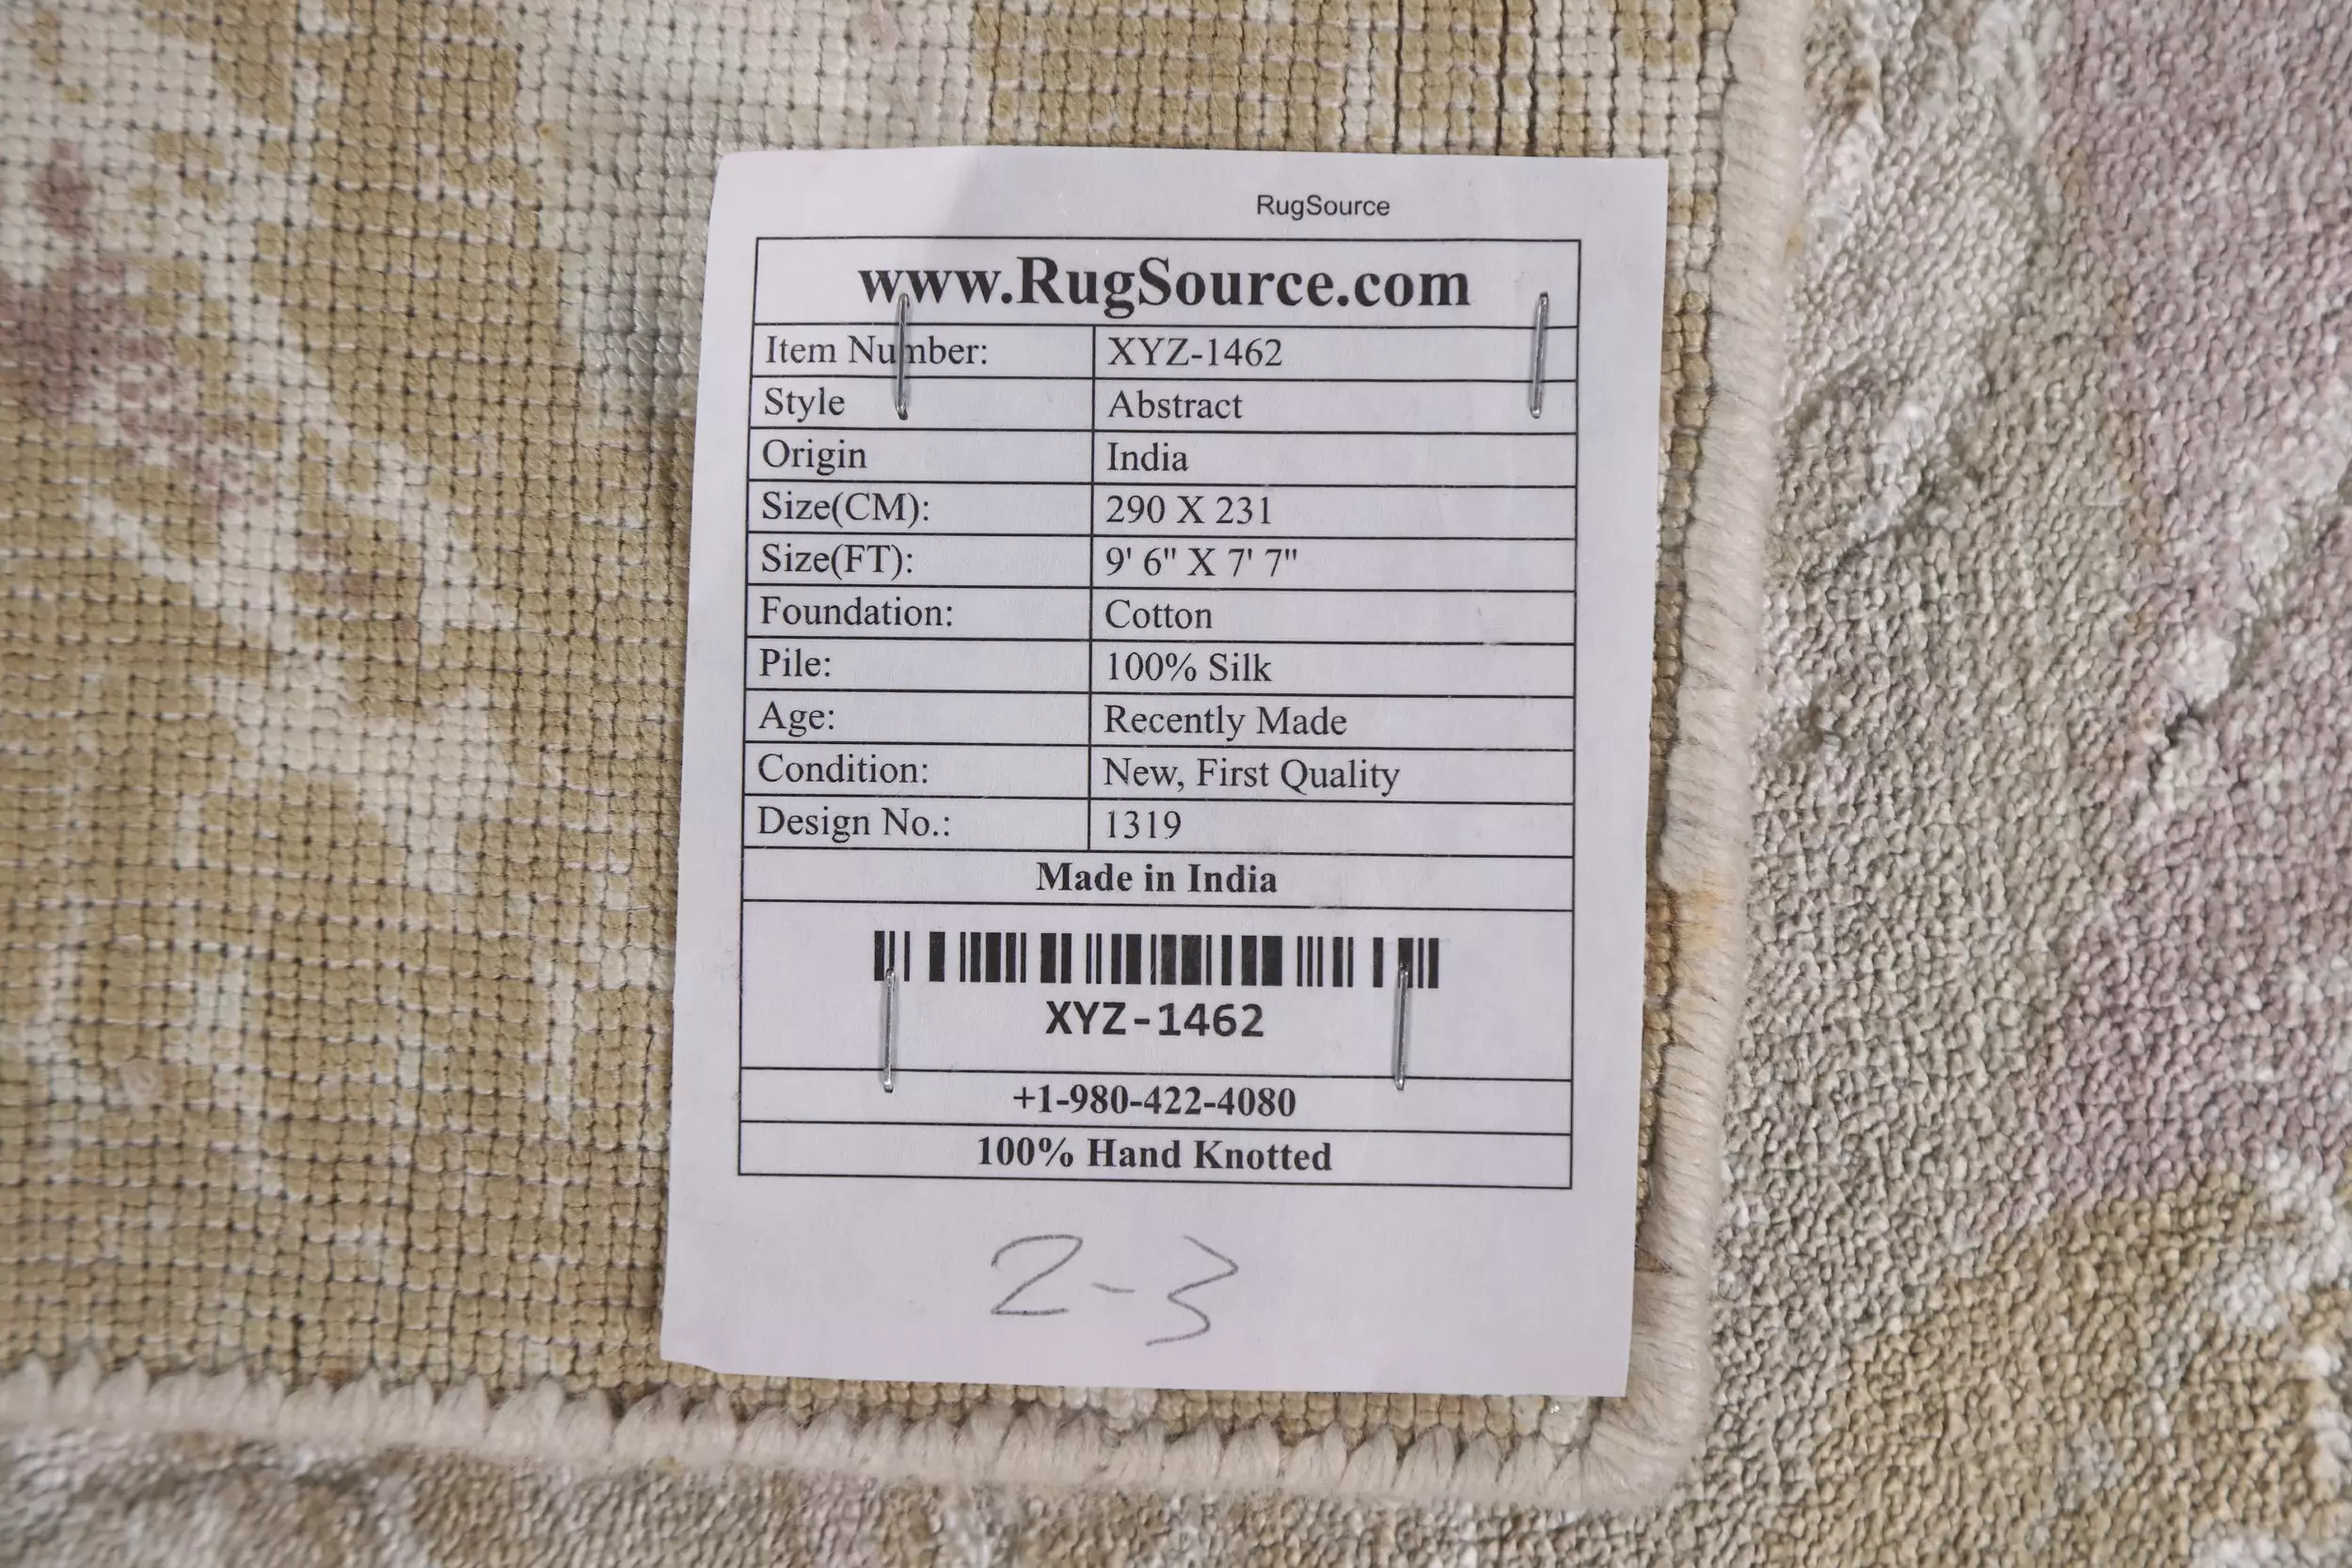 RugSource
www.RugSource.com
Item Number: XYZ-1462
Style Abstract
Origin India
Size(CM): 290 X 231
Size(FT): 9' 6" X 7' 7"
Foundation: Cotton
Pile: 100% Silk
Age: Recently Made
Condition: New, First Quality
Design No.: 1319
Made in India
XYZ-1462
+1-980-422-4080
100% Hand Knotted
2-3